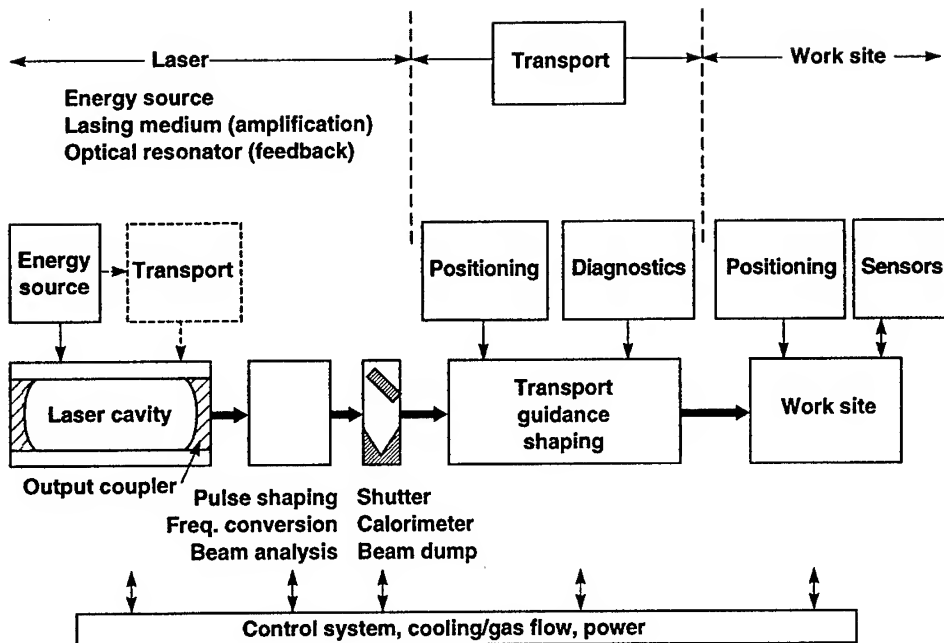 Laser
Transport
Work site
Energy source
Lasing medium (amplification)
Optical resonator (feedback)
Energy
source
Transport
Positioning
Diagnostics
Positioning
Sensors
Laser cavity
Transport
guidance
shaping
Work site
Output coupler
Pulse shaping
Freq. conversion
Beam analysis
Shutter
Calorimeter
Beam dump
Control system, cooling/gas flow, power